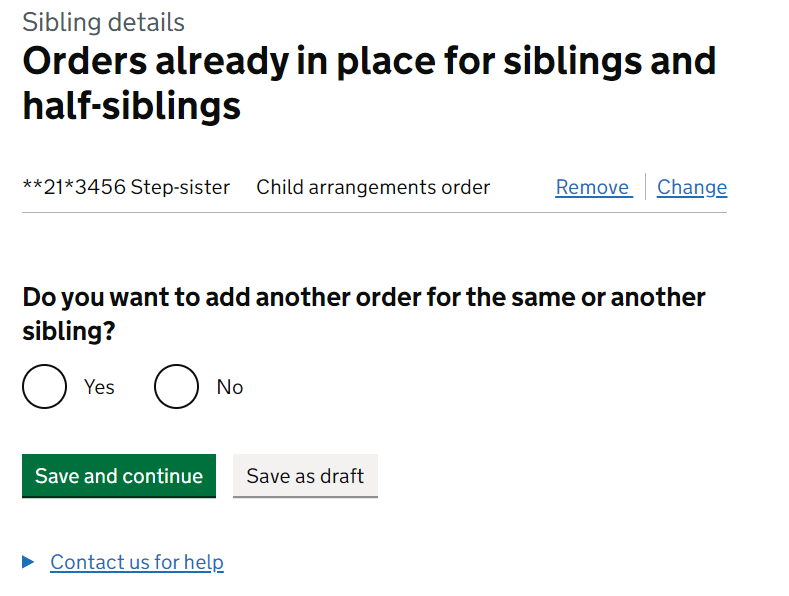 Sibling details
Orders already in place for siblings and
half-siblings
**21*3456 Step-sister Child arrangements order Remove Change
Do you want to add another order for the same or another
sibling?
Yes No
Save and continue Save as draft
Contact us for help